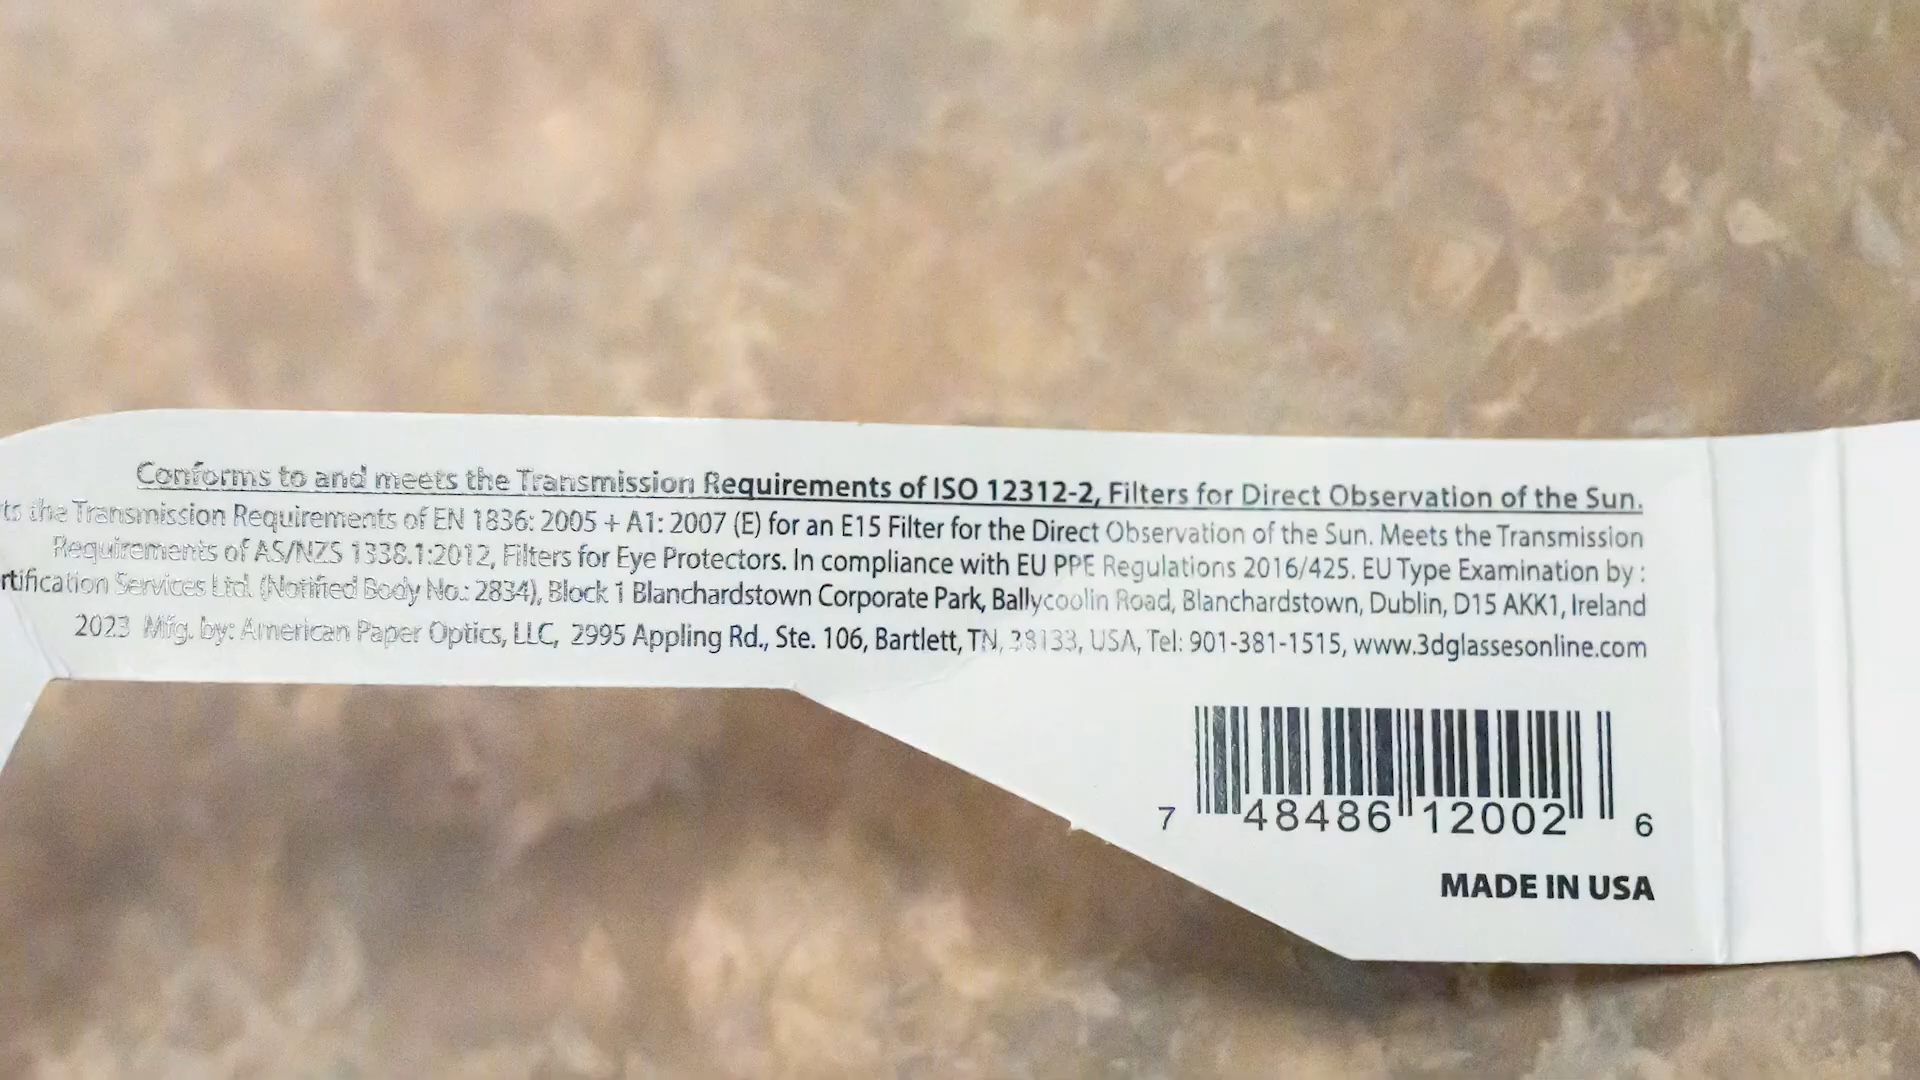 Conforms to and meets the Transmission Requirements of ISO 12312-2, Filters for Direct Observation of the Sun.
the Transmission Requirements of EN 1836: 2005 + A1: 2007 (E) for an E15 Filter for the Direct Observation of the Sun. Meets the Transmission
Requirements of AS/NZS 1338.1:2012, Filters for Eye Protectors. In compliance with EU PPE Regulations 2016/425. EU Type Examination by :
Services Ltd. (Notified Body No.: 2834), Block 1 Blanchardstown Corporate Park, Ballycoolin Road, Blanchardstown, Dublin, D15 AKK1, Ireland
2023 Mfg. by: American Paper Optics, LLC, 2995 Appling Rd., Ste. 106, Bartlett, TN, 38133, USA, Tel: 901-381-1515, www.3dglassesonline.com
7 48486 12002 6
MADE IN USA